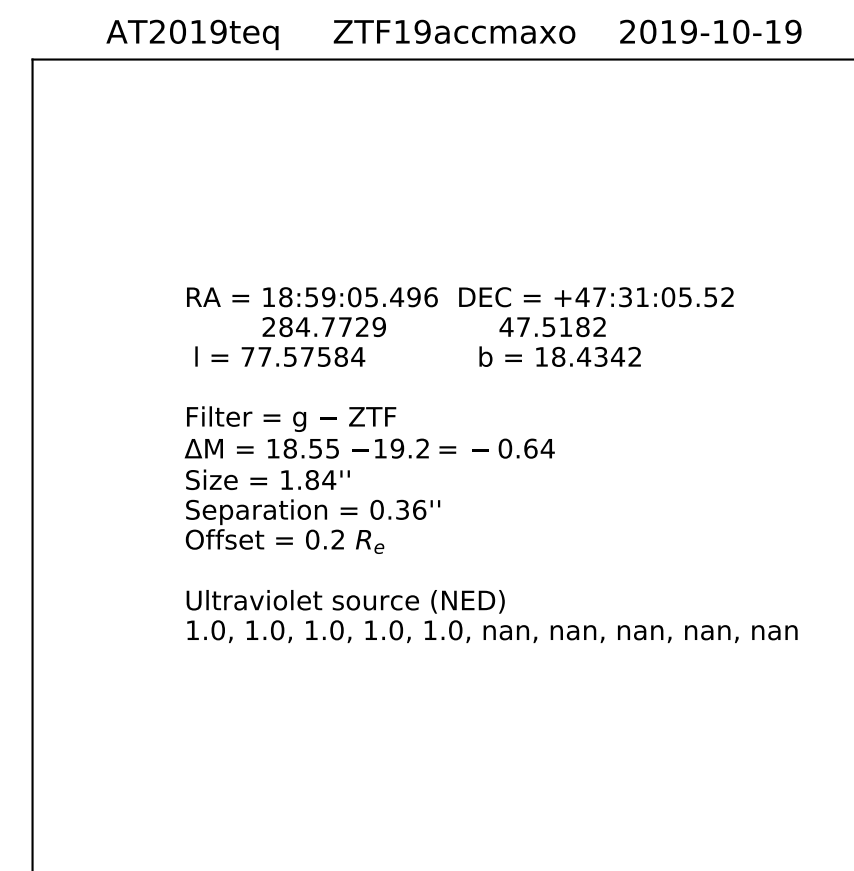 AT2019teq ZTF19accmaxo 2019-10-19
RA = 18:59:05.496 DEC = +47:31:05.52
284.7729 47.5182
l = 77.57584 b = 18.4342
Filter = g − ZTF
ΔM = 18.55 −19.2 = − 0.64
Size = 1.84''
Separation = 0.36''
Offset = 0.2 Re
Ultraviolet source (NED)
1.0, 1.0, 1.0, 1.0, 1.0, nan, nan, nan, nan, nan